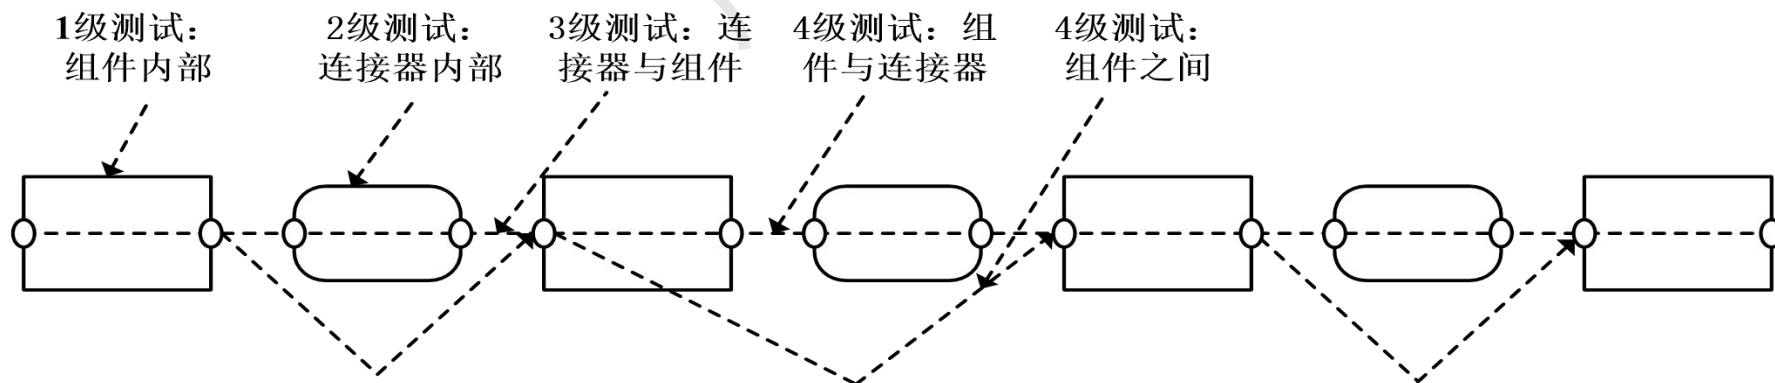 1级测试：
组件内部
2级测试：
连接器内部
3级测试：连
接器与组件
4级测试：组
件与连接器
4级测试：
组件之间